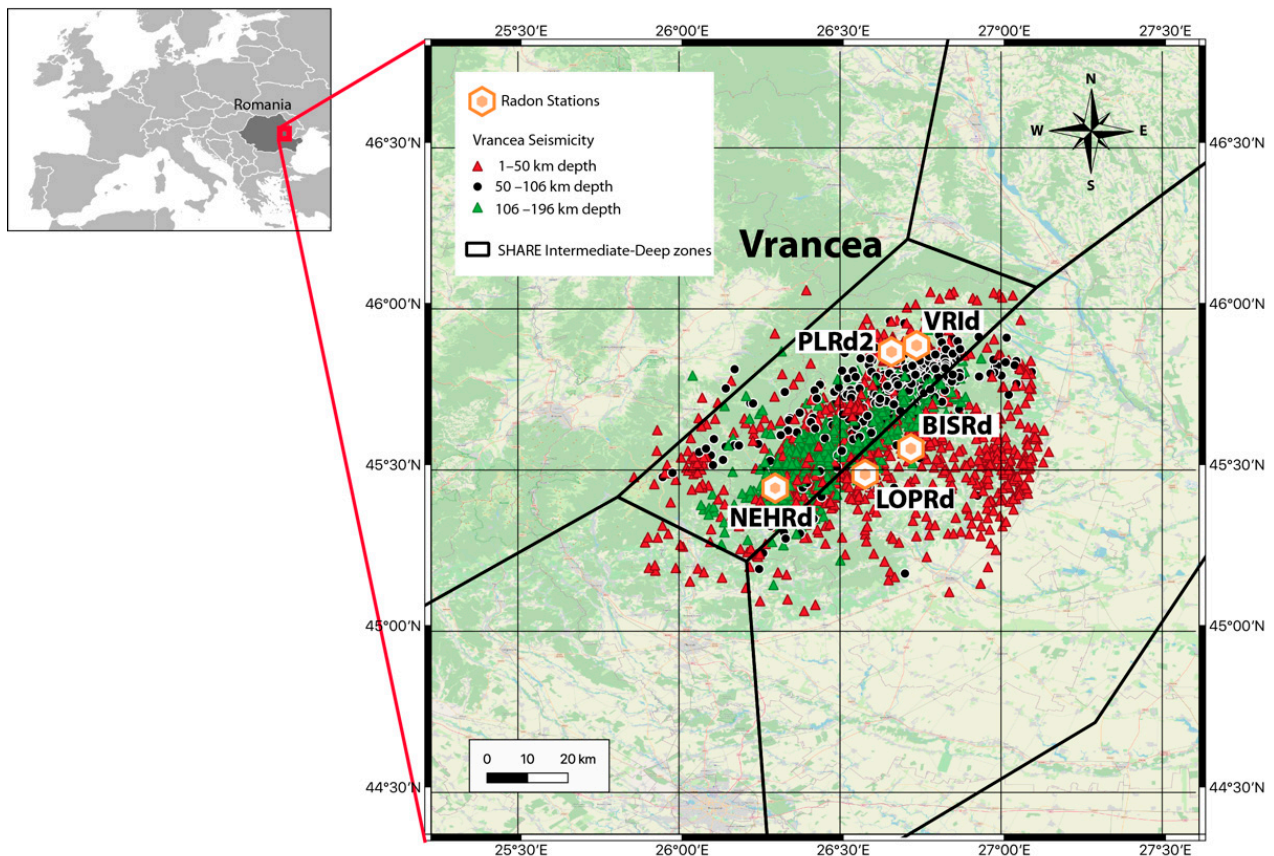 Romania
25°30′E
26°00′E
26°30′E
27°00′E
27°30′E
Radon Stations
Vrancea Seismicity
1–50 km depth
50 –106 km depth
106 –196 km depth
SHARE Intermediate-Deep zones
N
W
E
S
46°30′N
46°00′N
45°30′N
45°00′N
44°30′N
46°30′N
46°00′N
45°30′N
45°00′N
44°30′N
Vrancea
PLRd2
VRId
BISRd
LOPRd
NEHRd
0 10 20 km
25°30′E
26°00′E
26°30′E
27°00′E
27°30′E